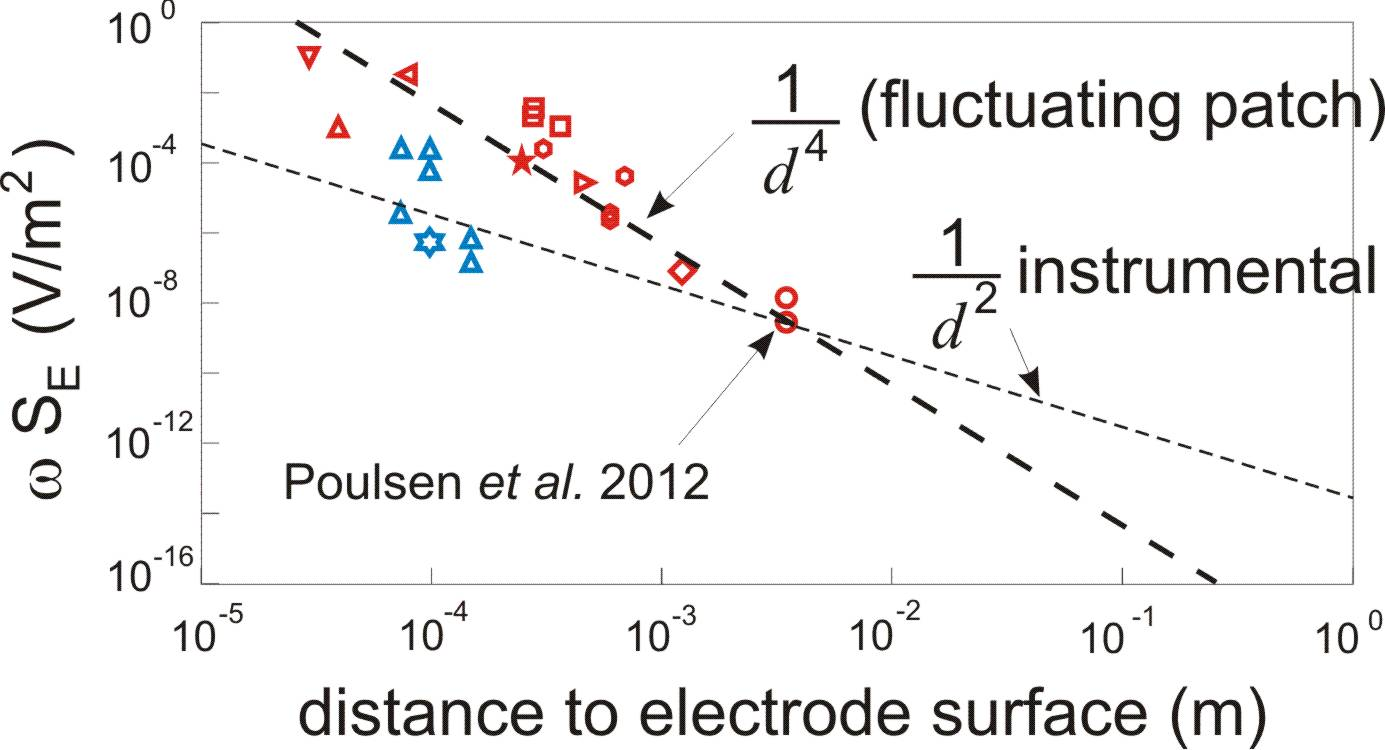 10^0
10^-4
10^-8
10^-12
10^-16
ω S_E (V/m^2)
1/d^4 (fluctuating patch)
1/d^2 instrumental
Poulsen et al. 2012
10^-5 10^-4 10^-3 10^-2 10^-1 10^0
distance to electrode surface (m)